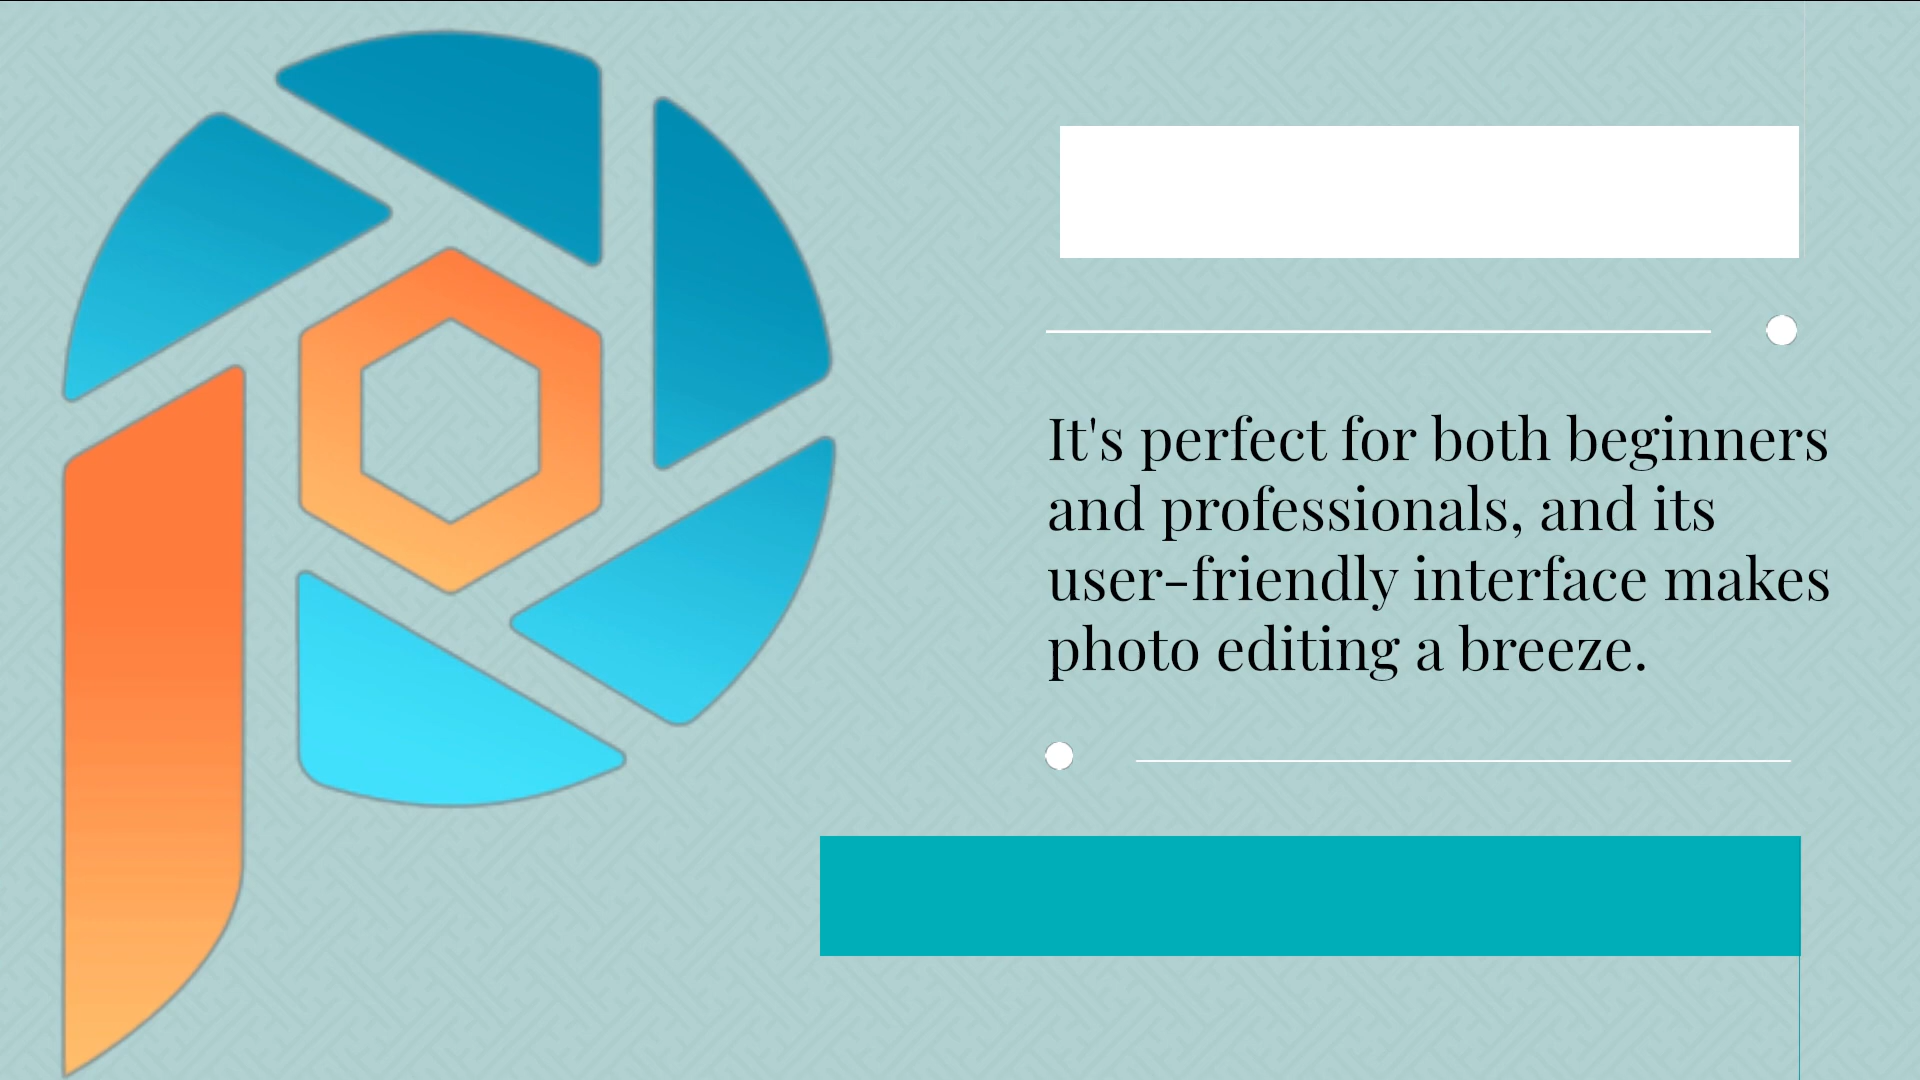 It's perfect for both beginners
and professionals, and its
user-friendly interface makes
photo editing a breeze.